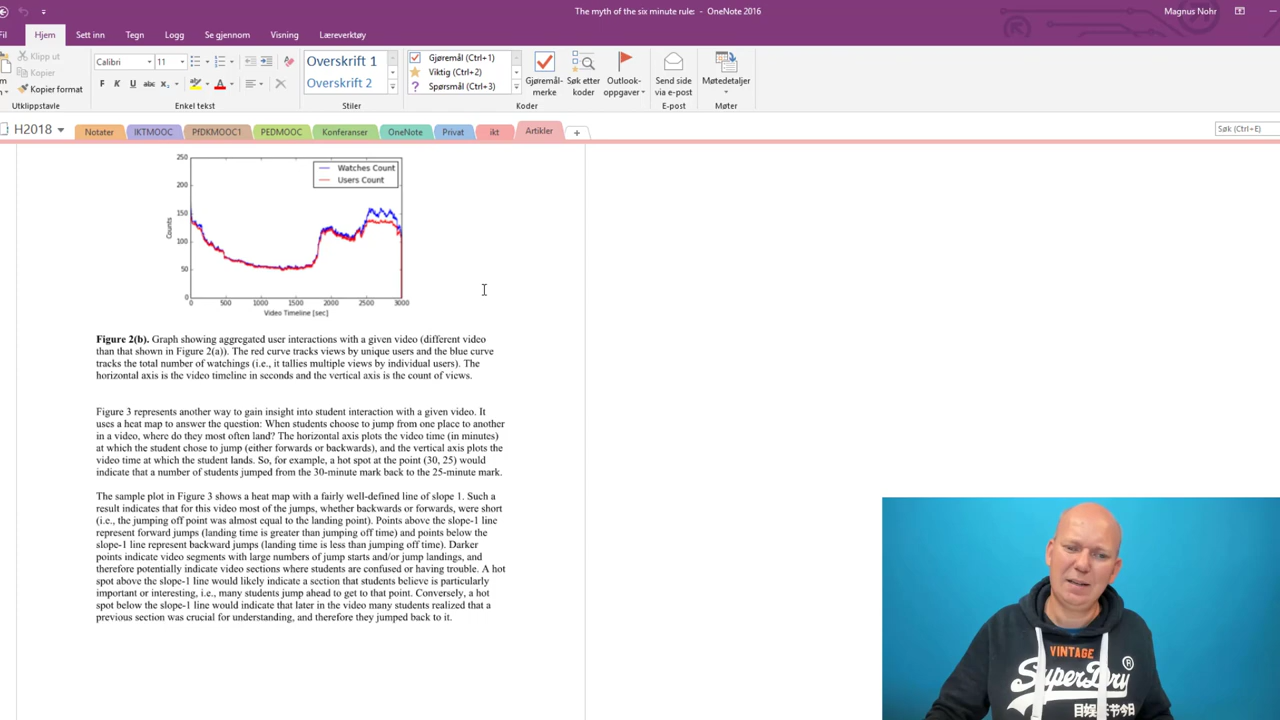 The myth of the six minute rule: - OneNote 2016
Magnus Nohr
Fil
Hjem
Sett inn
Tegn
Logg
Se gjennom
Visning
Læreverktøy
Klipp ut
Kopier
Kopier format
Utklippstavle
Calibri
11
F
K
U
abc
Enkel tekst
Overskrift 1
Overskrift 2
Stiler
Gjøremål (Ctrl+1)
Viktig (Ctrl+2)
Spørsmål (Ctrl+3)
Gjøremål-
merke
Søk etter
koder
Outlook-
oppgaver
Koder
Send side
via e-post
E-post
Møtedetaljer
Møter
H2018
Notater
IKTMOOC
PfDKMOOC1
PEDMOOC
Konferanser
OneNote
Privat
ikt
Artikler
Søk (Ctrl+E)
250
200
150
100
50
0
Counts
Watches Count
Users Count
0 500 1000 1500 2000 2500 3000
Video Timeline [sec]
Figure 2(b). Graph showing aggregated user interactions with a given video (different video
than that shown in Figure 2(a)). The red curve tracks views by unique users and the blue curve
tracks the total number of watchings (i.e., it tallies multiple views by individual users). The
horizontal axis is the video timeline in seconds and the vertical axis is the count of views.
Figure 3 represents another way to gain insight into student interaction with a given video. It
uses a heat map to answer the question: When students choose to jump from one place to another
in a video, where do they most often land? The horizontal axis plots the video time (in minutes)
at which the student chose to jump (either forwards or backwards), and the vertical axis plots the
video time at which the student lands. So, for example, a hot spot at the point (30, 25) would
indicate that a number of students jumped from the 30-minute mark back to the 25-minute mark.
The sample plot in Figure 3 shows a heat map with a fairly well-defined line of slope 1. Such a
result indicates that for this video most of the jumps, whether backwards or forwards, were short
(i.e., the jumping off point was almost equal to the landing point). Points above the slope-1 line
represent forward jumps (landing time is greater than jumping off time) and points below the
slope-1 line represent backward jumps (landing time is less than jumping off time). Darker
points indicate video segments with large numbers of jump starts and/or jump landings, and
therefore potentially indicate video sections where students are confused or having trouble. A hot
spot above the slope-1 line would likely indicate a section that students believe is particularly
important or interesting, i.e., many students jump ahead to get to that point. Conversely, a hot
spot below the slope-1 line would indicate that later in the video many students realized that a
previous section was crucial for understanding, and therefore they jumped back to it.
VINTAGE
SuperDry